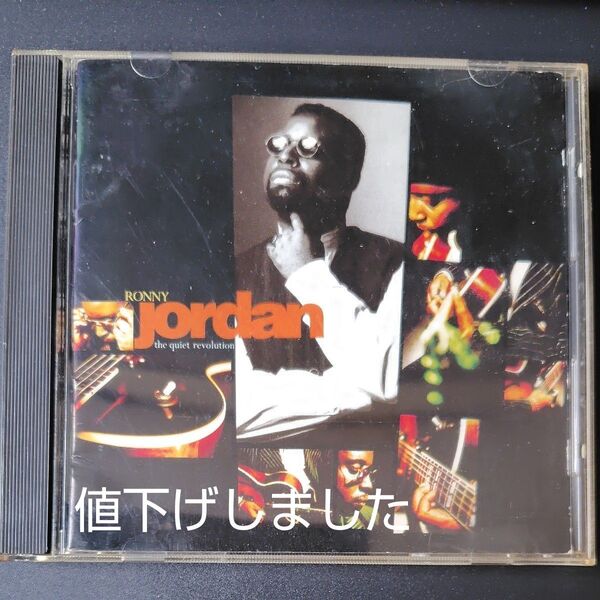 RONNY
jordan
the quiet revolution
値下げしました